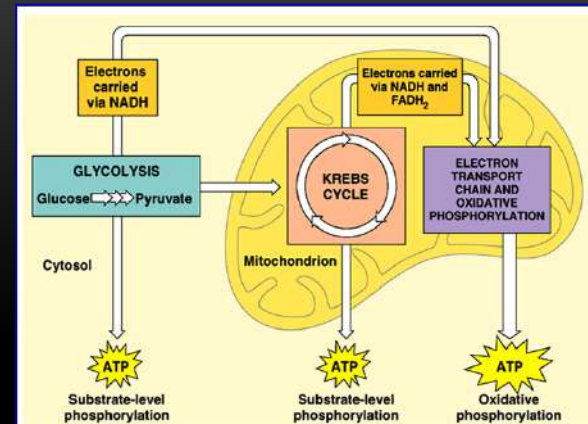 Electrons
carried
via NADH
Electrons carried
via NADH and
FADH₂
GLYCOLYSIS
Glucose Pyruvate
KREBS
CYCLE
ELECTRON
TRANSPORT
CHAIN AND
OXIDATIVE
PHOSPHORYLATION
Cytosol
Mitochondrion
ATP
Substrate-level
phosphorylation
ATP
Substrate-level
phosphorylation
ATP
Oxidative
phosphorylation